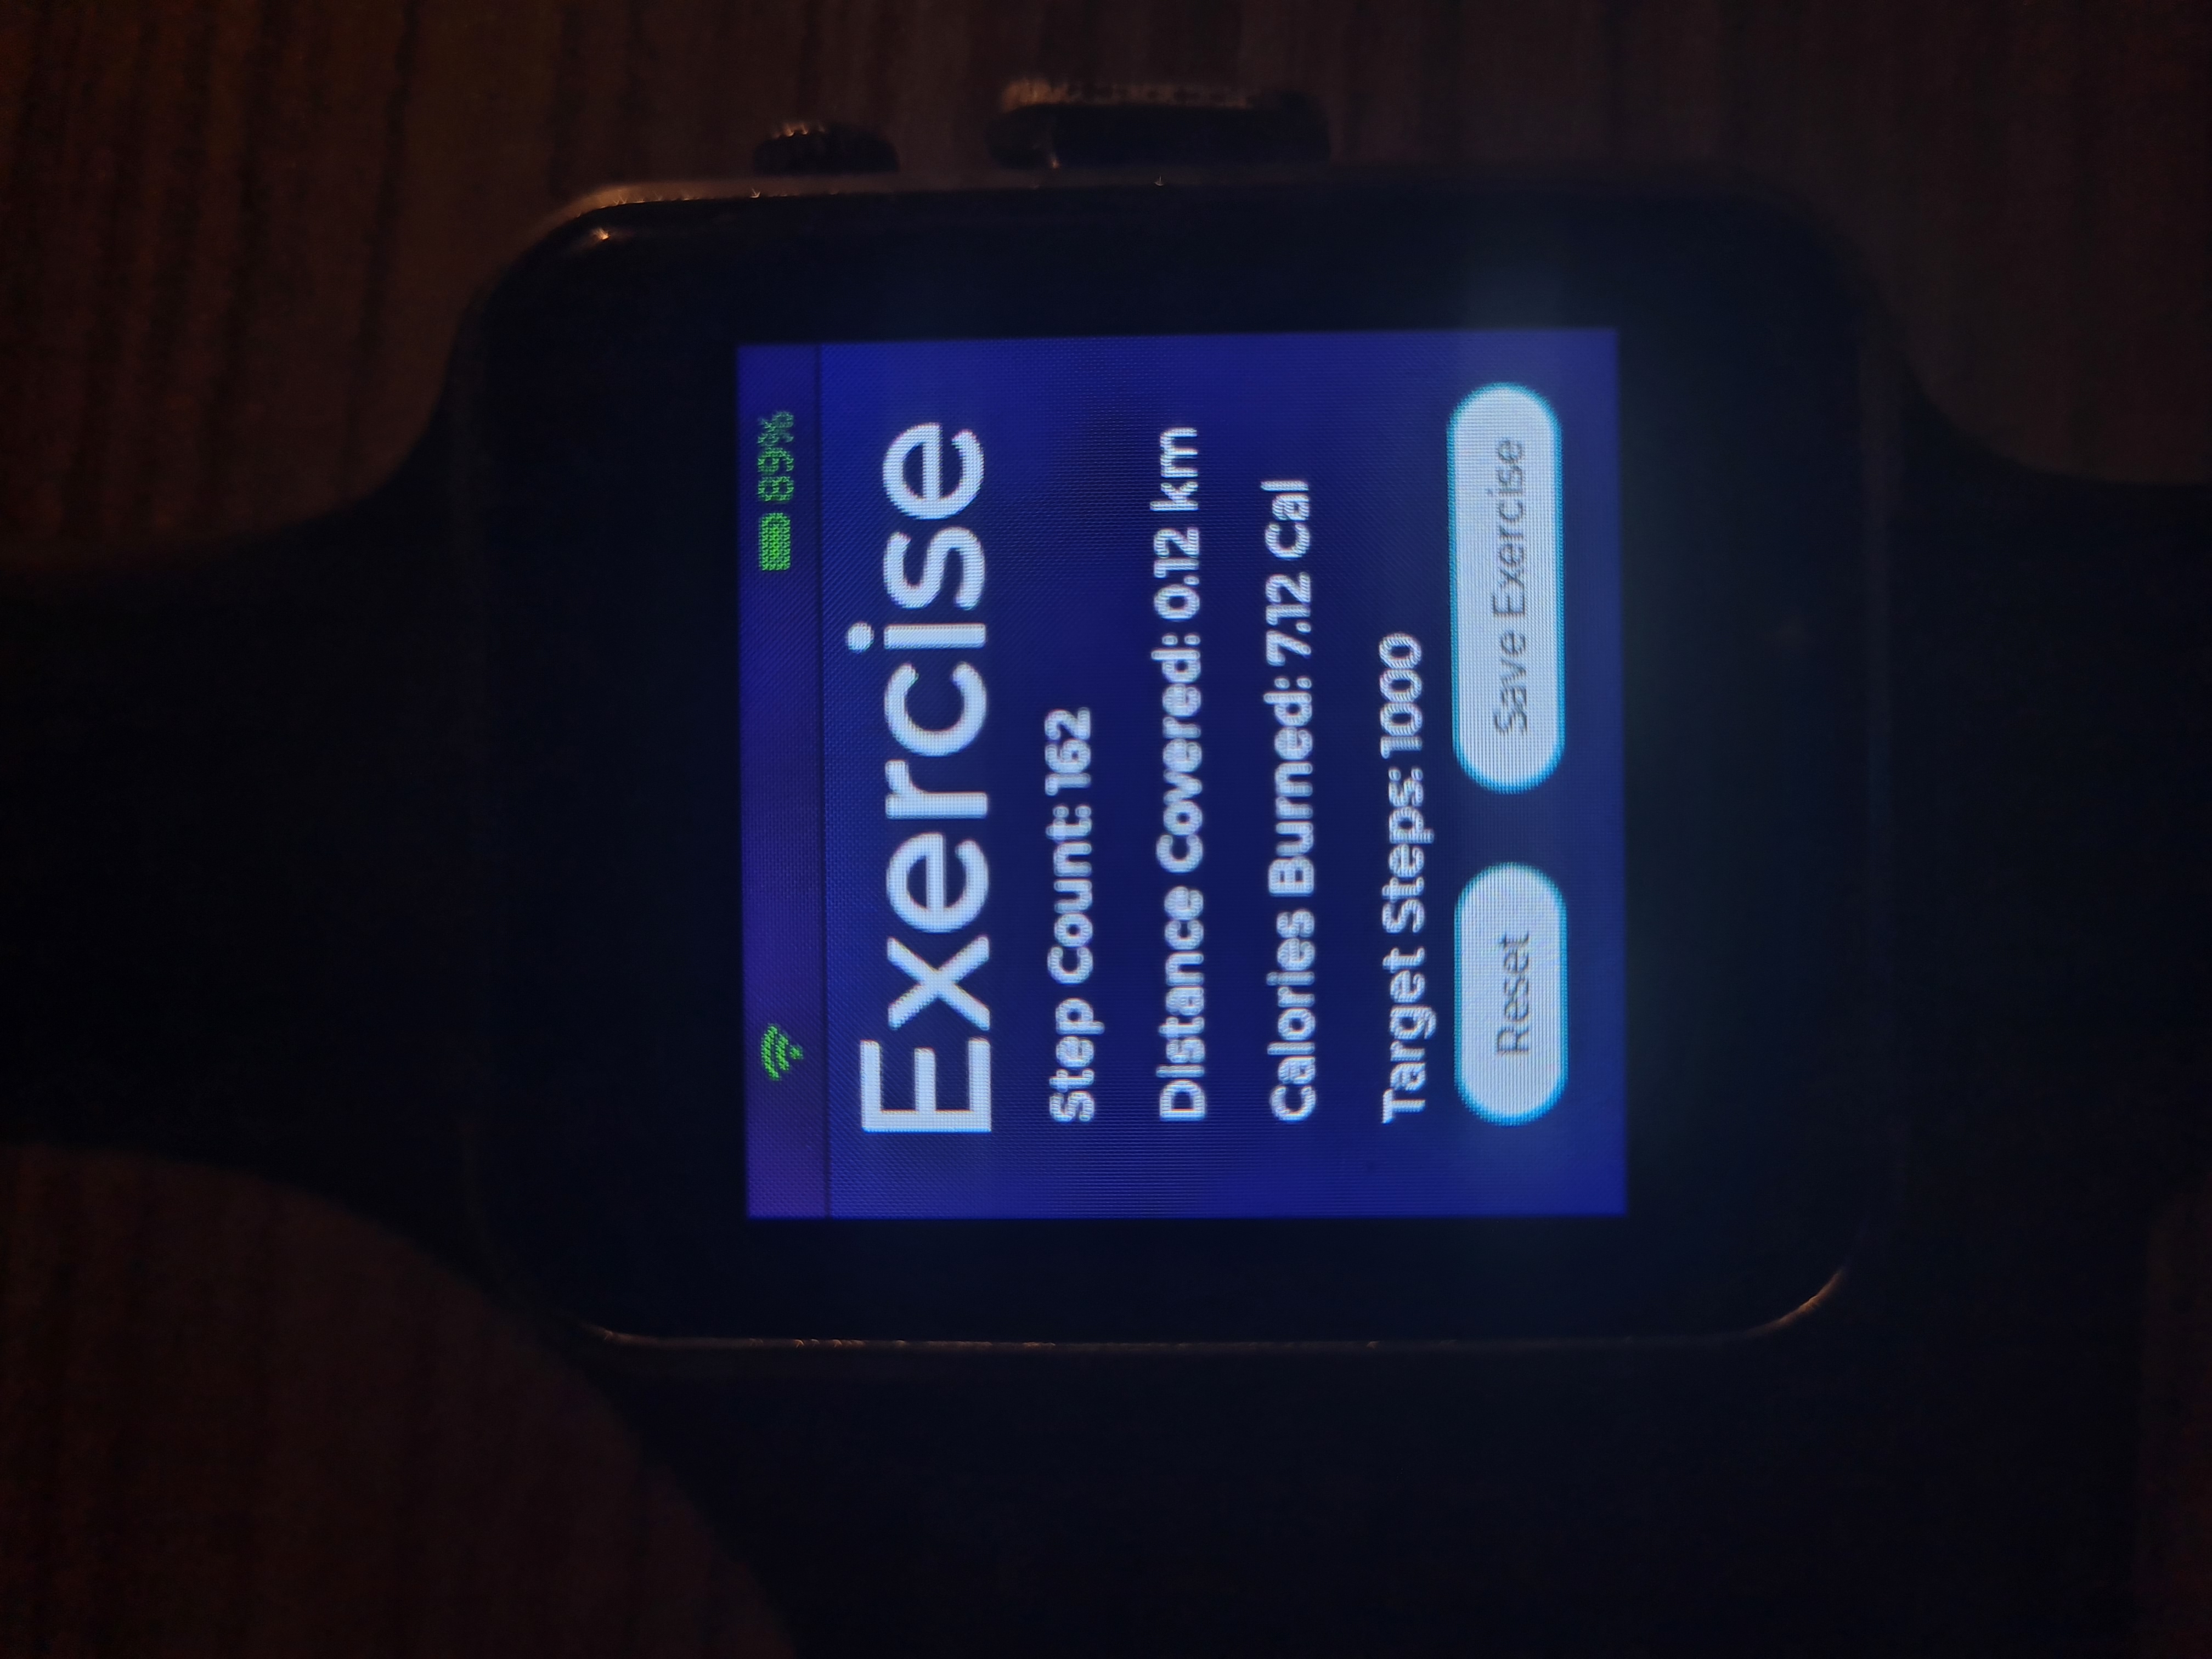 89%
Exercise
Step Count: 162
Distance Covered: 0.12 km
Calories Burned: 7.12 Cal
Target Steps: 1000
Reset Save Exercise